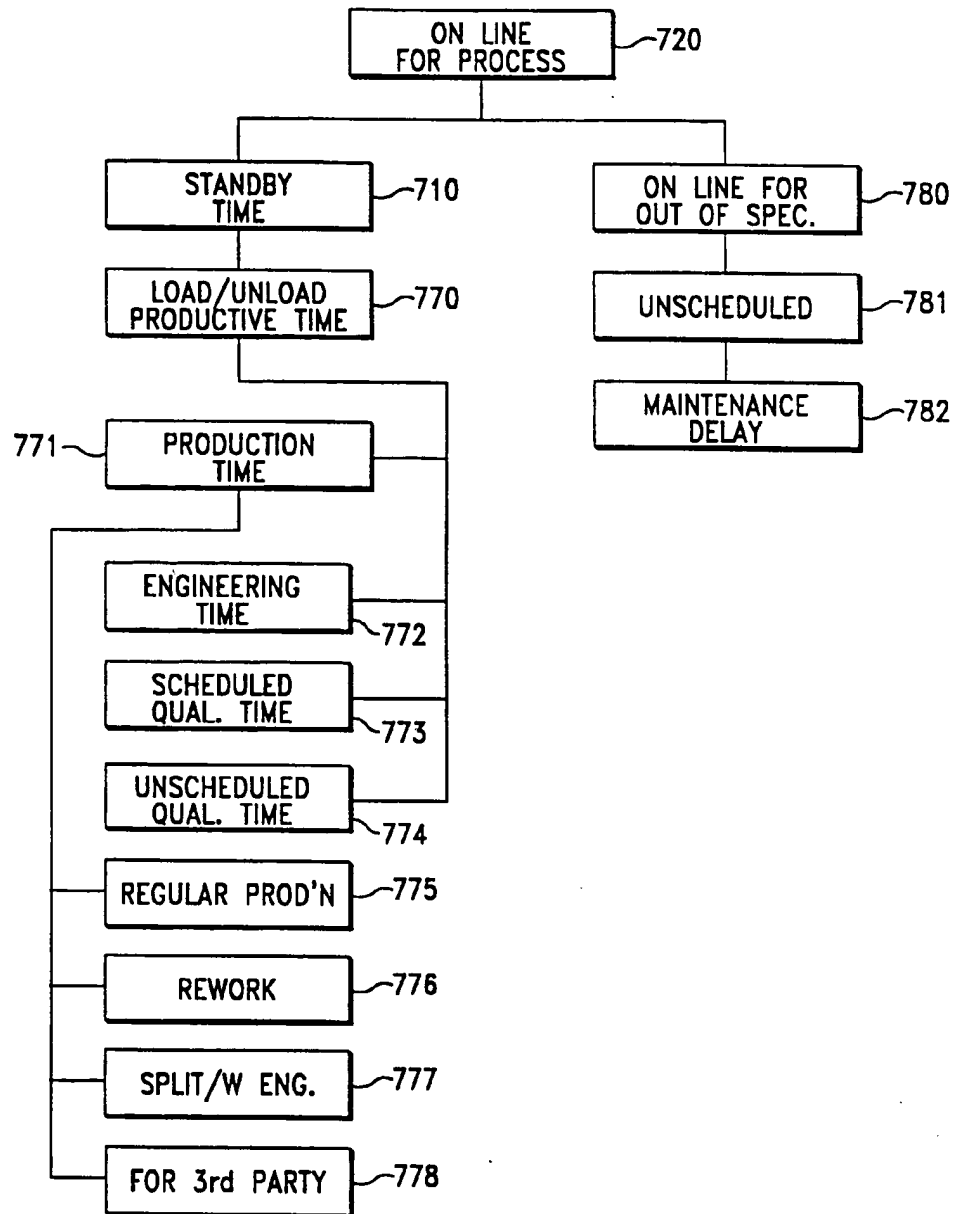 ON LINE
FOR PROCESS
720
STANDBY
TIME
710
ON LINE FOR
OUT OF SPEC.
780
LOAD/UNLOAD
PRODUCTIVE TIME
770
UNSCHEDULED
781
MAINTENANCE
DELAY
782
771
PRODUCTION
TIME
ENGINEERING
TIME
772
SCHEDULED
QUAL. TIME
773
UNSCHEDULED
QUAL. TIME
774
REGULAR PROD'N
775
REWORK
776
SPLIT/W ENG.
777
FOR 3rd PARTY
778